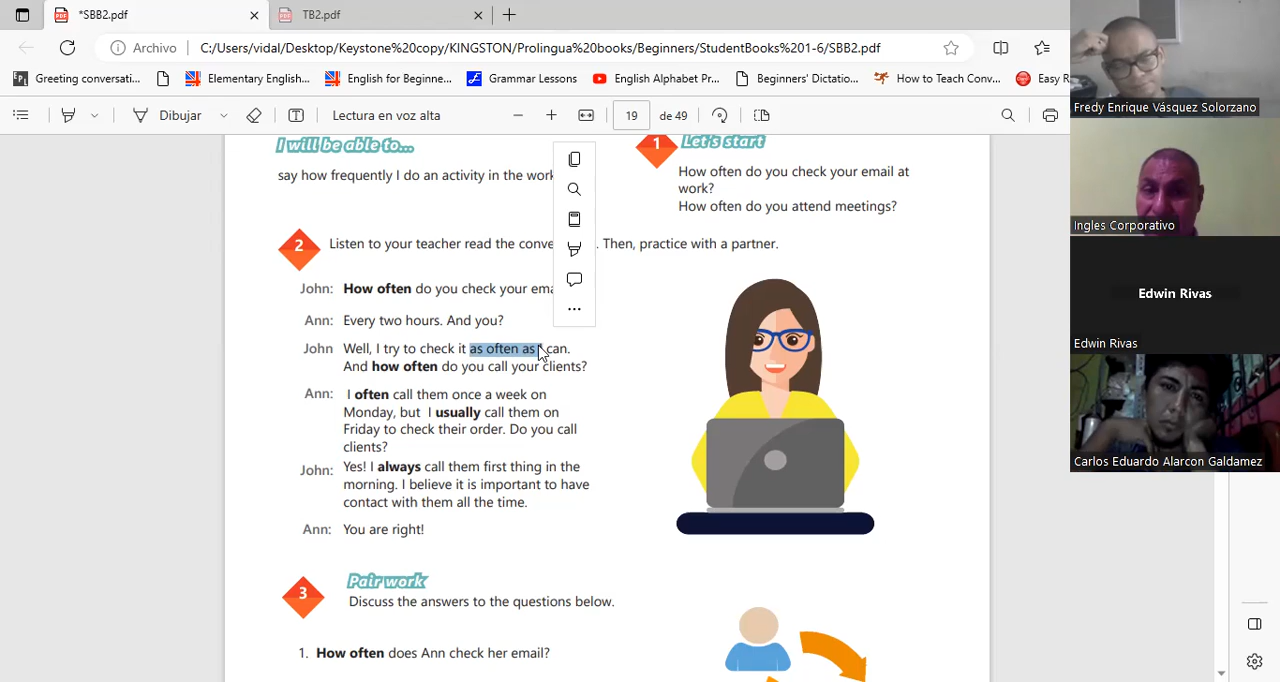 *SBB2.pdf
TB2.pdf
Archivo
C:/Users/vidal/Desktop/Keystone%20copy/KINGSTON/Prolingua%20books/Beginners/StudentBooks%201-6/SBB2.pdf
Greeting conversati...
Elementary English...
English for Beginne...
Grammar Lessons
English Alphabet Pr...
Beginners' Dictatio...
How to Teach Conv...
Easy R
Dibujar
Lectura en voz alta
19
de 49
I will be able to...
say how frequently I do an activity in the work
1
Let's start
How often do you check your email at
work?
How often do you attend meetings?
2
Listen to your teacher read the conve
. Then, practice with a partner.
John: How often do you check your ema
Ann: Every two hours. And you?
John Well, I try to check it as often as I can.
And how often do you call your clients?
Ann: I often call them once a week on
Monday, but I usually call them on
Friday to check their order. Do you call
clients?
John: Yes! I always call them first thing in the
morning. I believe it is important to have
contact with them all the time.
Ann: You are right!
3
Pair work
Discuss the answers to the questions below.
1. How often does Ann check her email?
Fredy Enrique Vásquez Solorzano
Ingles Corporativo
Edwin Rivas
Edwin Rivas
Carlos Eduardo Alarcon Galdamez